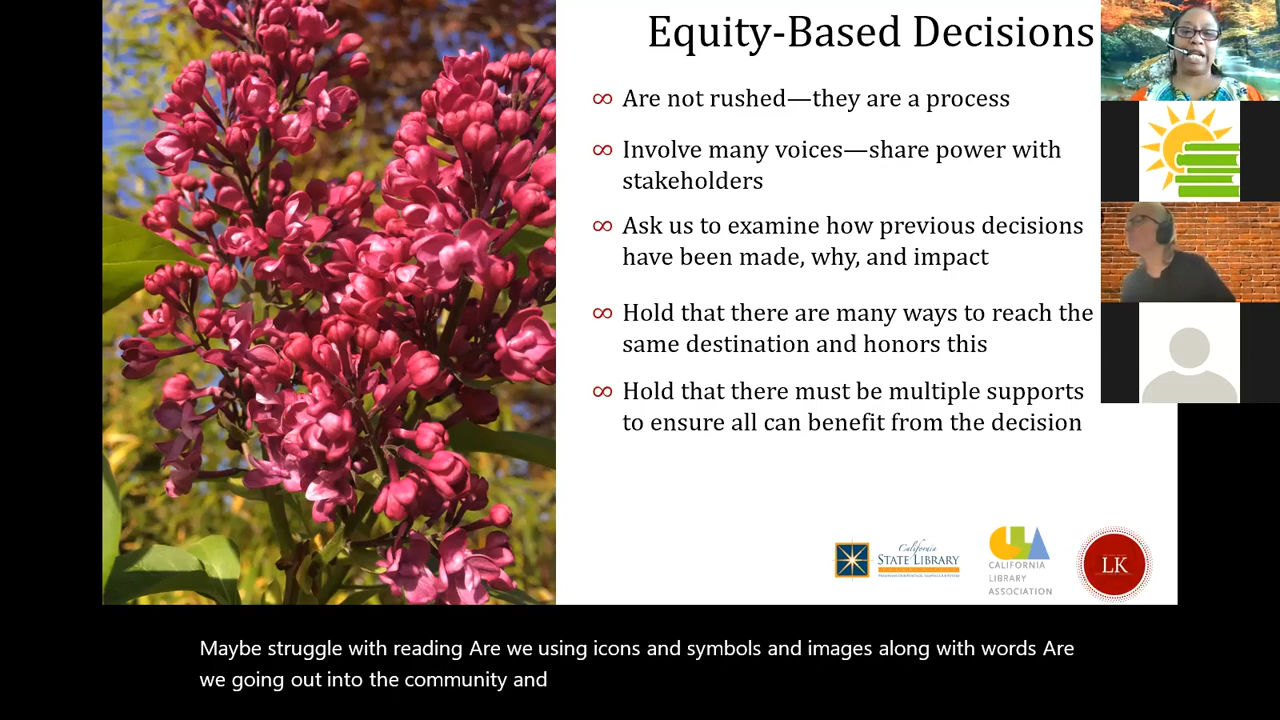 Equity-Based Decisions
∞ Are not rushed—they are a process
∞ Involve many voices—share power with
stakeholders
∞ Ask us to examine how previous decisions
have been made, why, and impact
∞ Hold that there are many ways to reach the
same destination and honors this
∞ Hold that there must be multiple supports
to ensure all can benefit from the decision
California
STATE LIBRARY
CALIFORNIA
LIBRARY
ASSOCIATION
LK
Maybe struggle with reading Are we using icons and symbols and images along with words Are
we going out into the community and